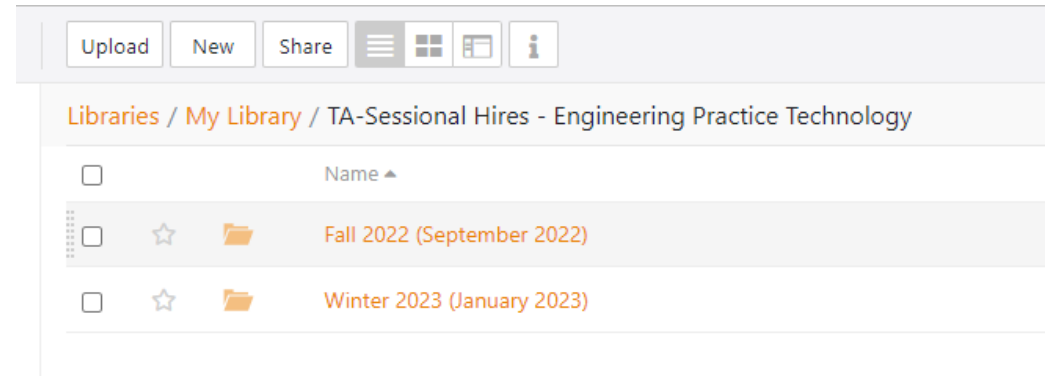 Upload New Share
Libraries / My Library / TA-Sessional Hires - Engineering Practice Technology
Name
Fall 2022 (September 2022)
Winter 2023 (January 2023)